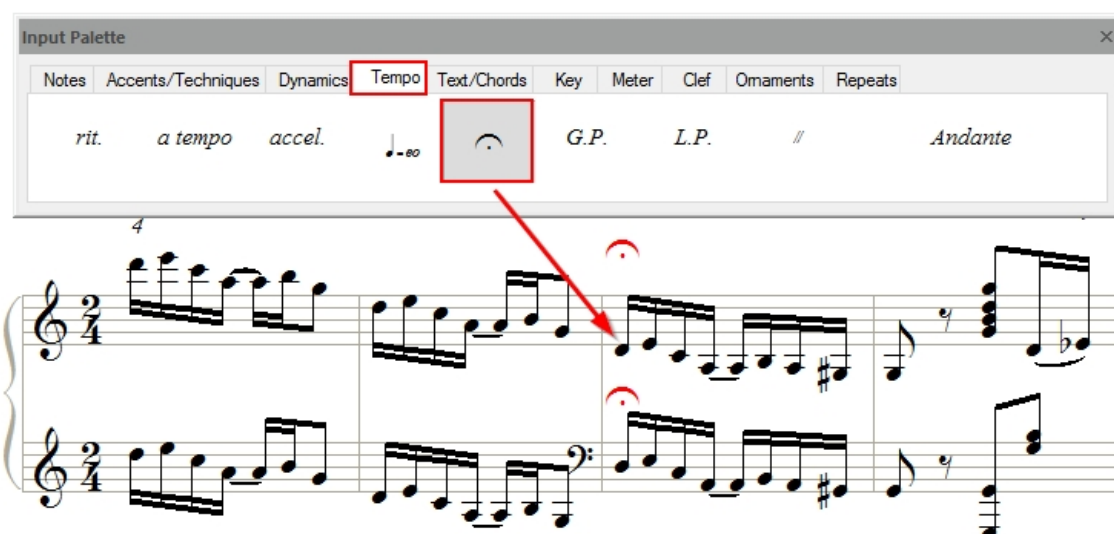 Input Palette
Notes Accents/Techniques Dynamics Tempo Text/Chords Key Meter Clef Ornaments Repeats
rit. a tempo accel. G.P. L.P. // Andante
4
2
4
2
4